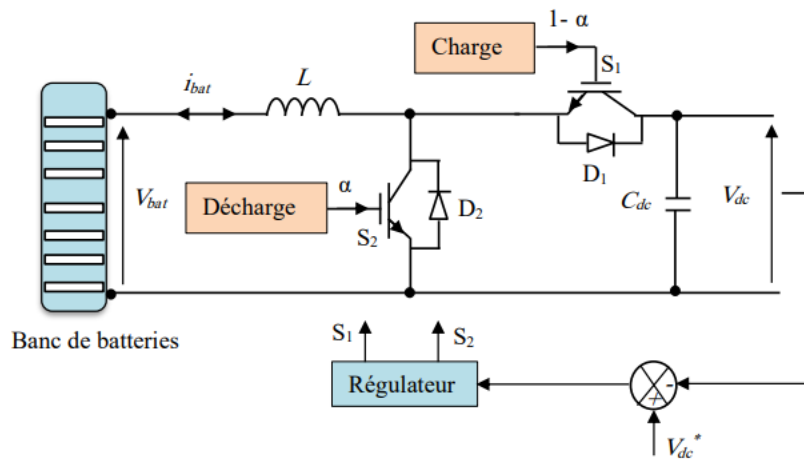 1- α
Charge
S1
ibat
L
D1
Vbat
α
Décharge
D2
S2
Cdc
Vdc
Banc de batteries
S1
S2
Régulateur
-
+
Vdc*